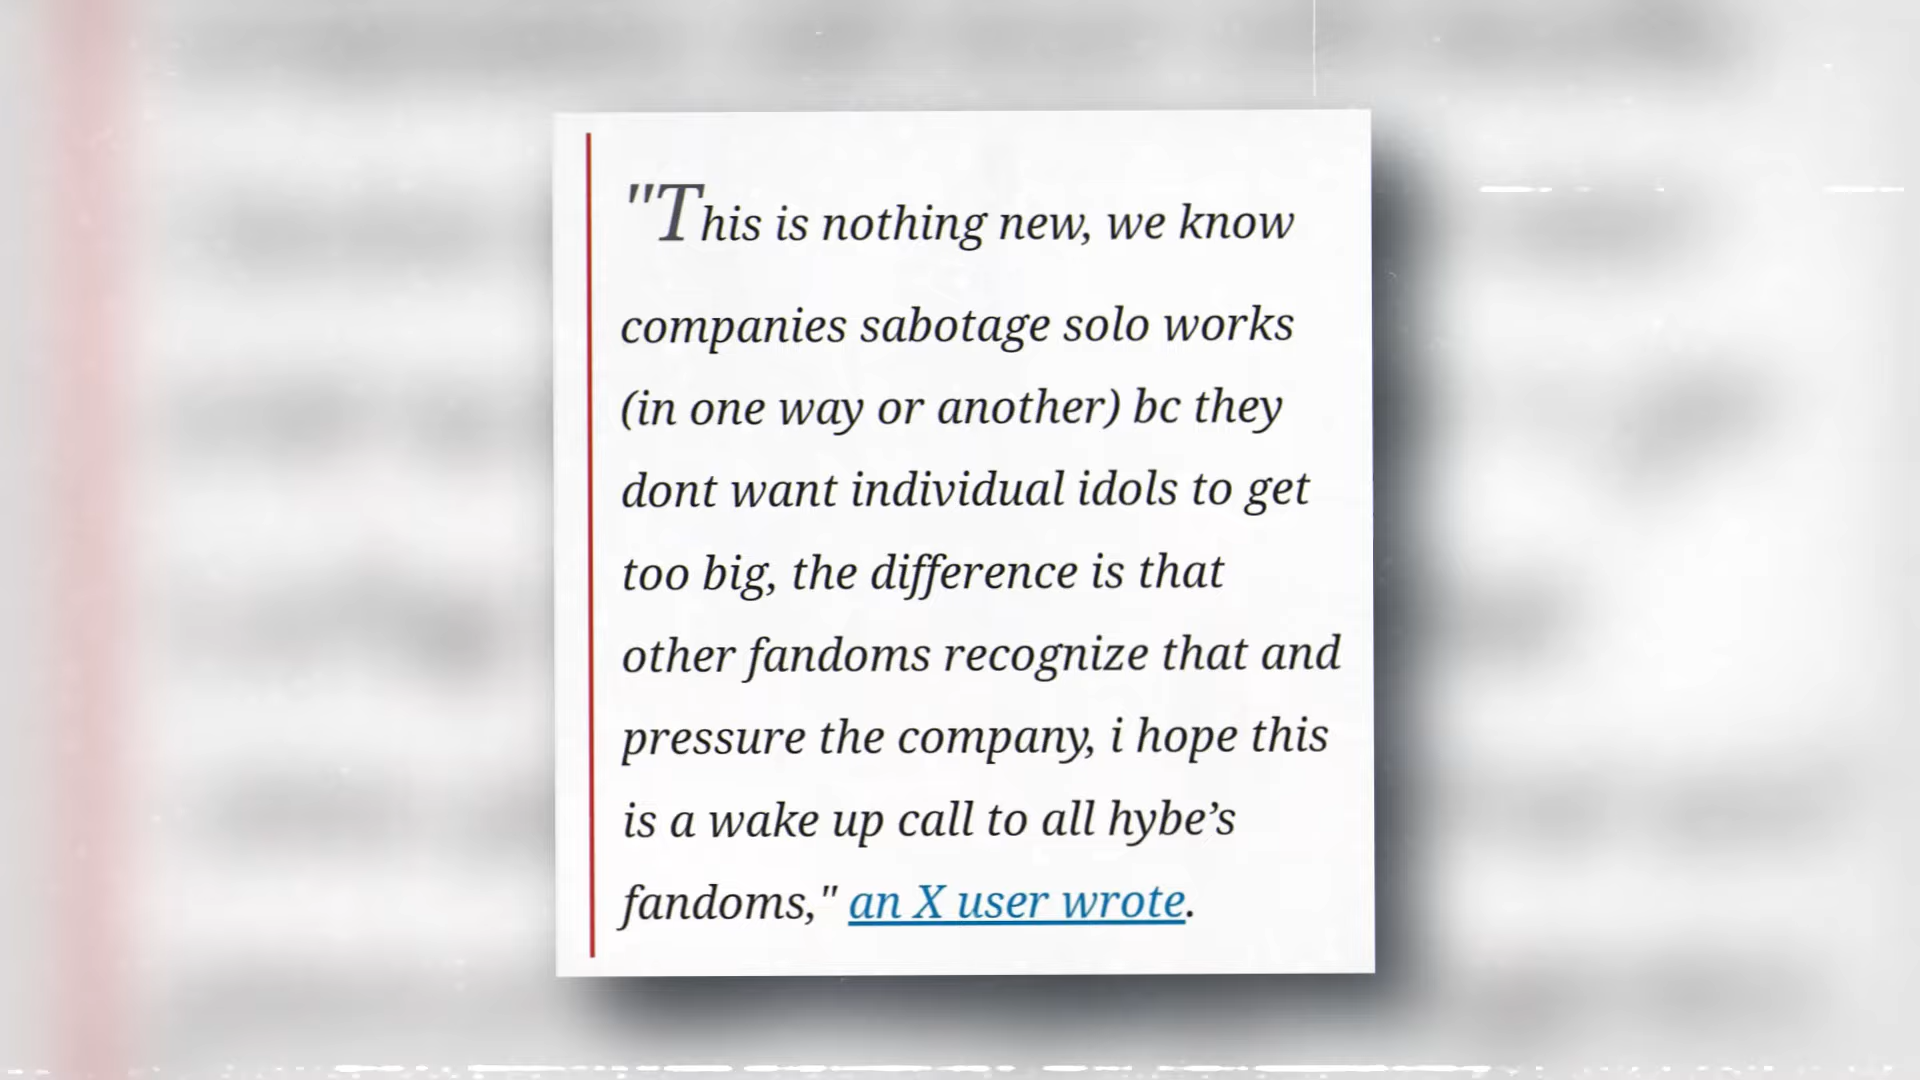 "This is nothing new, we know
companies sabotage solo works
(in one way or another) bc they
dont want individual idols to get
too big, the difference is that
other fandoms recognize that and
pressure the company, i hope this
is a wake up call to all hybe’s
fandoms," an X user wrote.